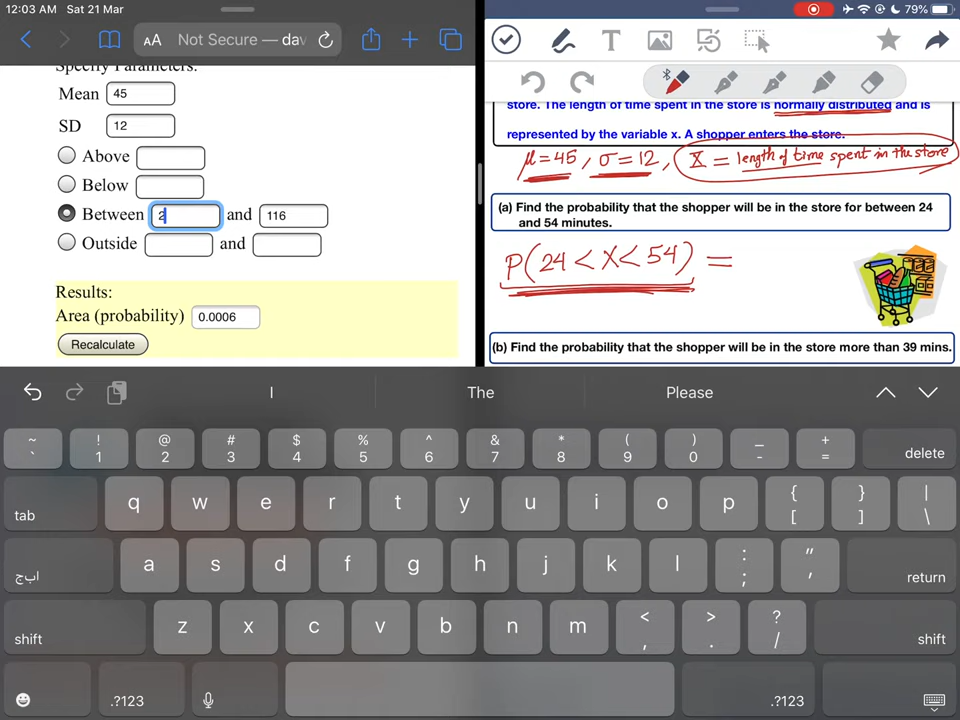 12:03 AM Sat 21 Mar
79%
AA Not Secure — dav
Specify Parameters:
Mean 45
SD 12
Above
Below
Between 2 and 116
Outside and
Results:
Area (probability) 0.0006
Recalculate
T
store. The length of time spent in the store is normally distributed and is
represented by the variable x. A shopper enters the store.
μ=45, σ=12, X = length of time spent in the store
(a) Find the probability that the shopper will be in the store for between 24
and 54 minutes.
P(24<X<54) =
(b) Find the probability that the shopper will be in the store more than 39 mins.
I The Please
~ ! @ # $ % ^ & * ( ) _ +
` 1 2 3 4 5 6 7 8 9 0 - = delete
tab q w e r t y u i o p { [ } ] | \
أب‌ج a s d f g h j k l : ; " ' return
shift z x c v b n m < , > . ? / shift
.?123 .?123